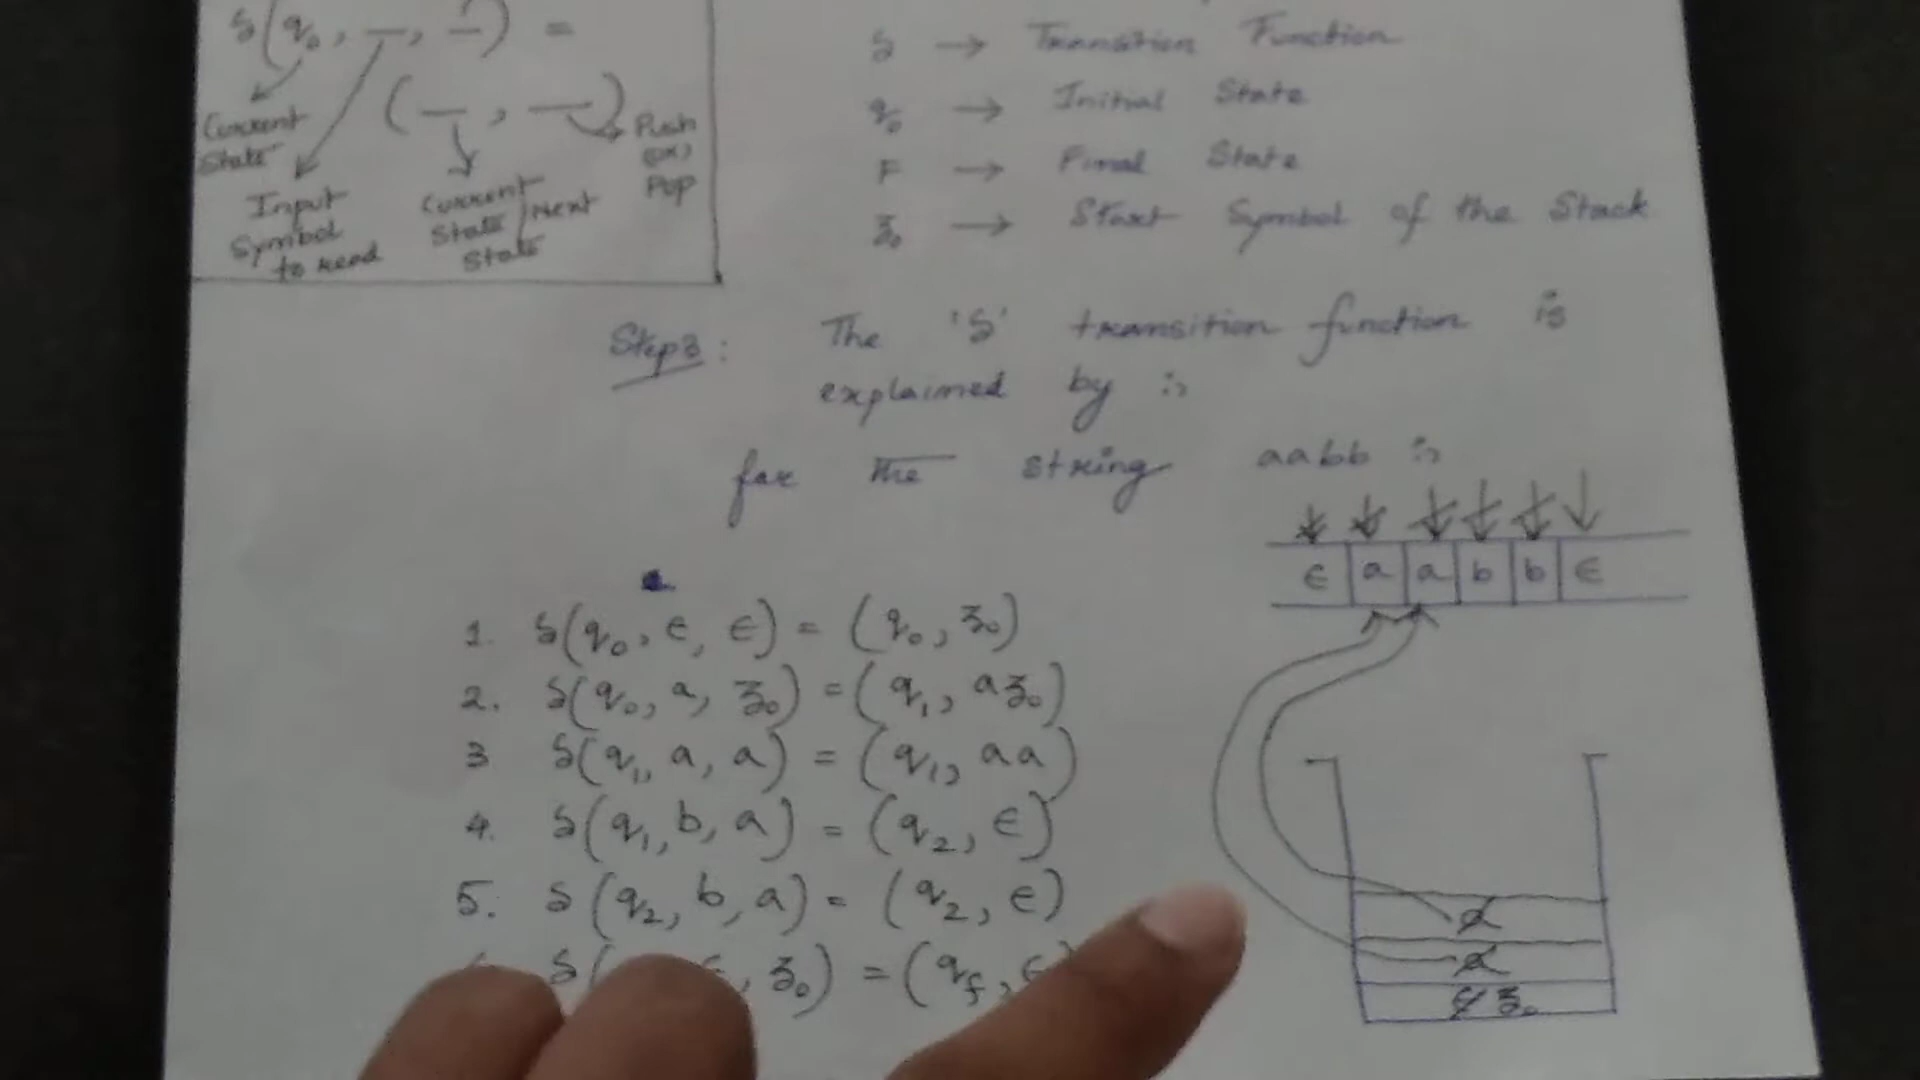 δ(q₀, —, —) =
(—, —)
Current
State
Input
Symbol
to read
Current
State / Next
State
Push
(or)
Pop
δ → Transition Function
q₀ → Initial State
F → Final State
z₀ → Start Symbol of the Stack
Step 3: The 'δ' transition function is
explained by :-
for the string aabb :-
ϵ a a b b ϵ
1. δ(q₀, ϵ, ϵ) = (q₀, z₀)
2. δ(q₀, a, z₀) = (q₁, az₀)
3 δ(q₁, a, a) = (q₁, aa)
4. δ(q₁, b, a) = (q₂, ϵ)
5. δ(q₂, b, a) = (q₂, ϵ)
δ( , z₀) = (q_f, ϵ
a
a
z₀